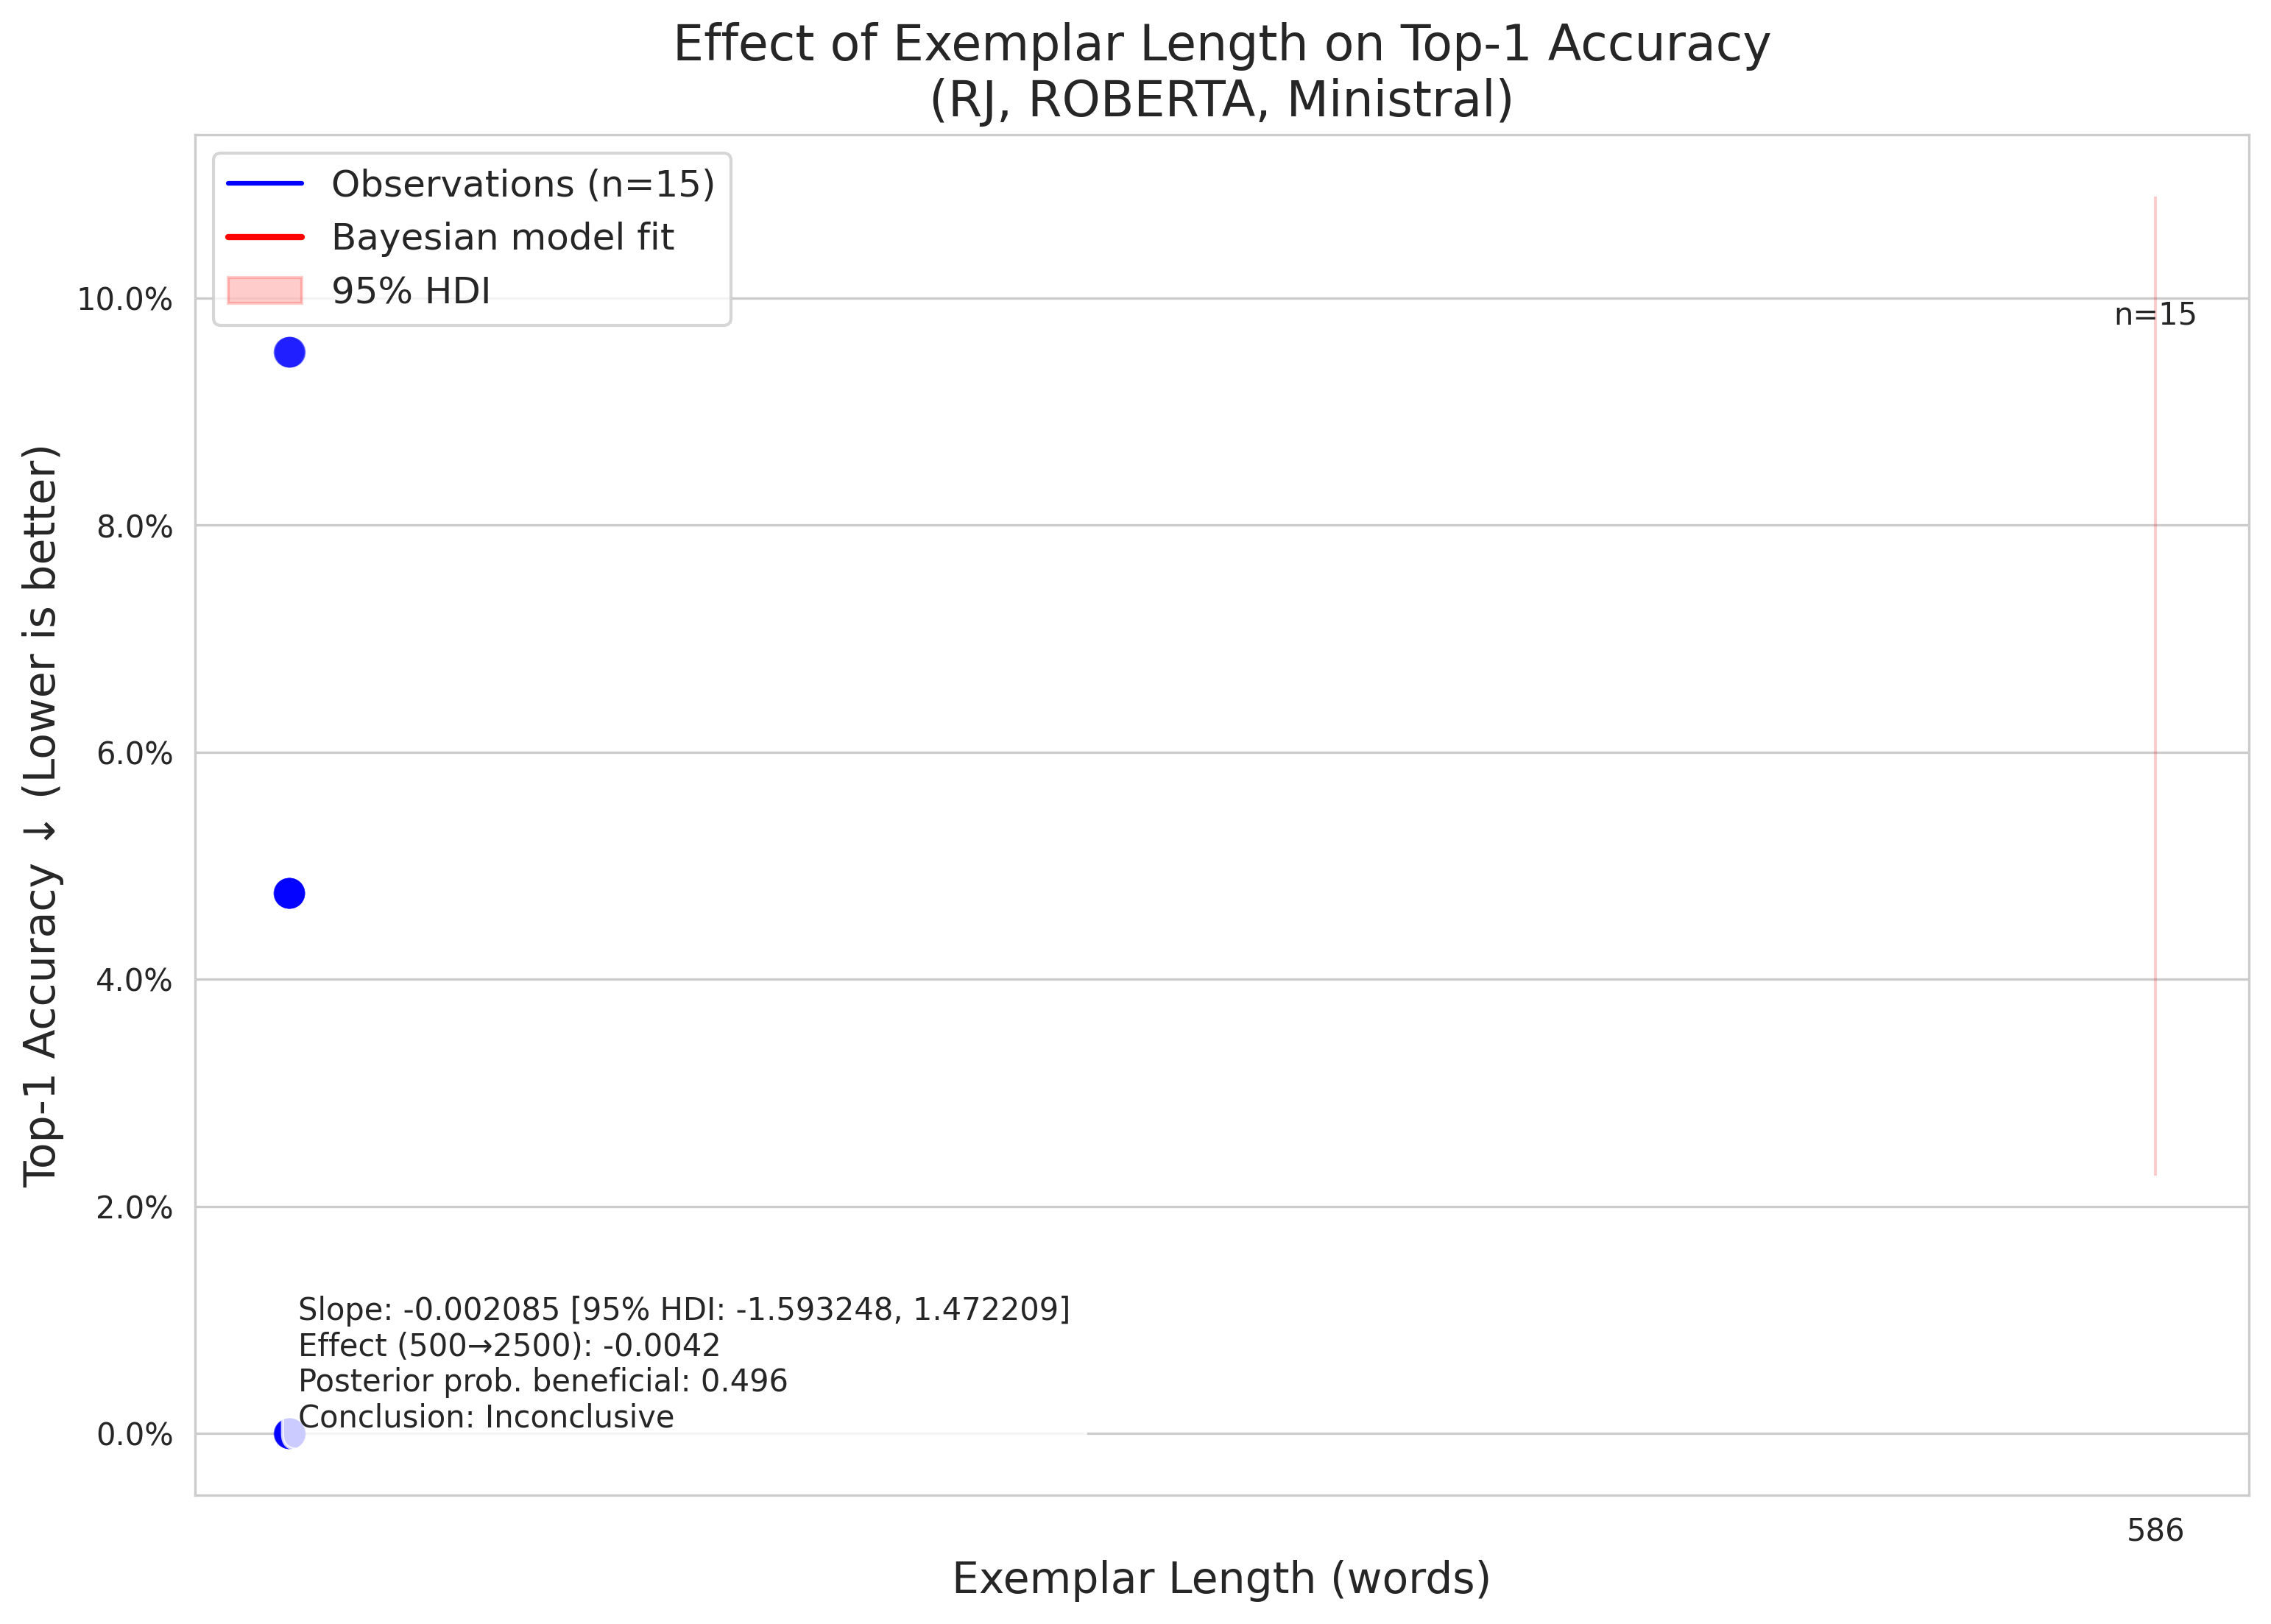 Effect of Exemplar Length on Top-1 Accuracy
(RJ, ROBERTA, Ministral)
Observations (n=15)
Bayesian model fit
95% HDI
n=15
10.0%
8.0%
6.0%
4.0%
2.0%
0.0%
Top-1 Accuracy ↓ (Lower is better)
Slope: -0.002085 [95% HDI: -1.593248, 1.472209]
Effect (500→2500): -0.0042
Posterior prob. beneficial: 0.496
Conclusion: Inconclusive
586
Exemplar Length (words)